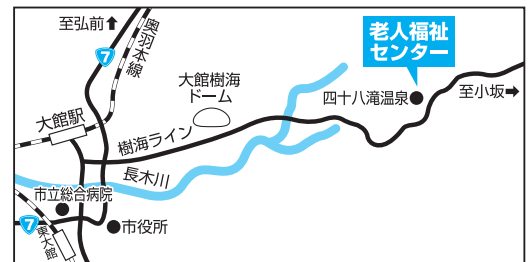 至弘前
7
奥羽本線
老人福祉
センター
大館樹海
ドーム
四十八滝温泉
至小坂
大館駅
樹海ライン
長木川
市立総合病院
7
市役所
東大館